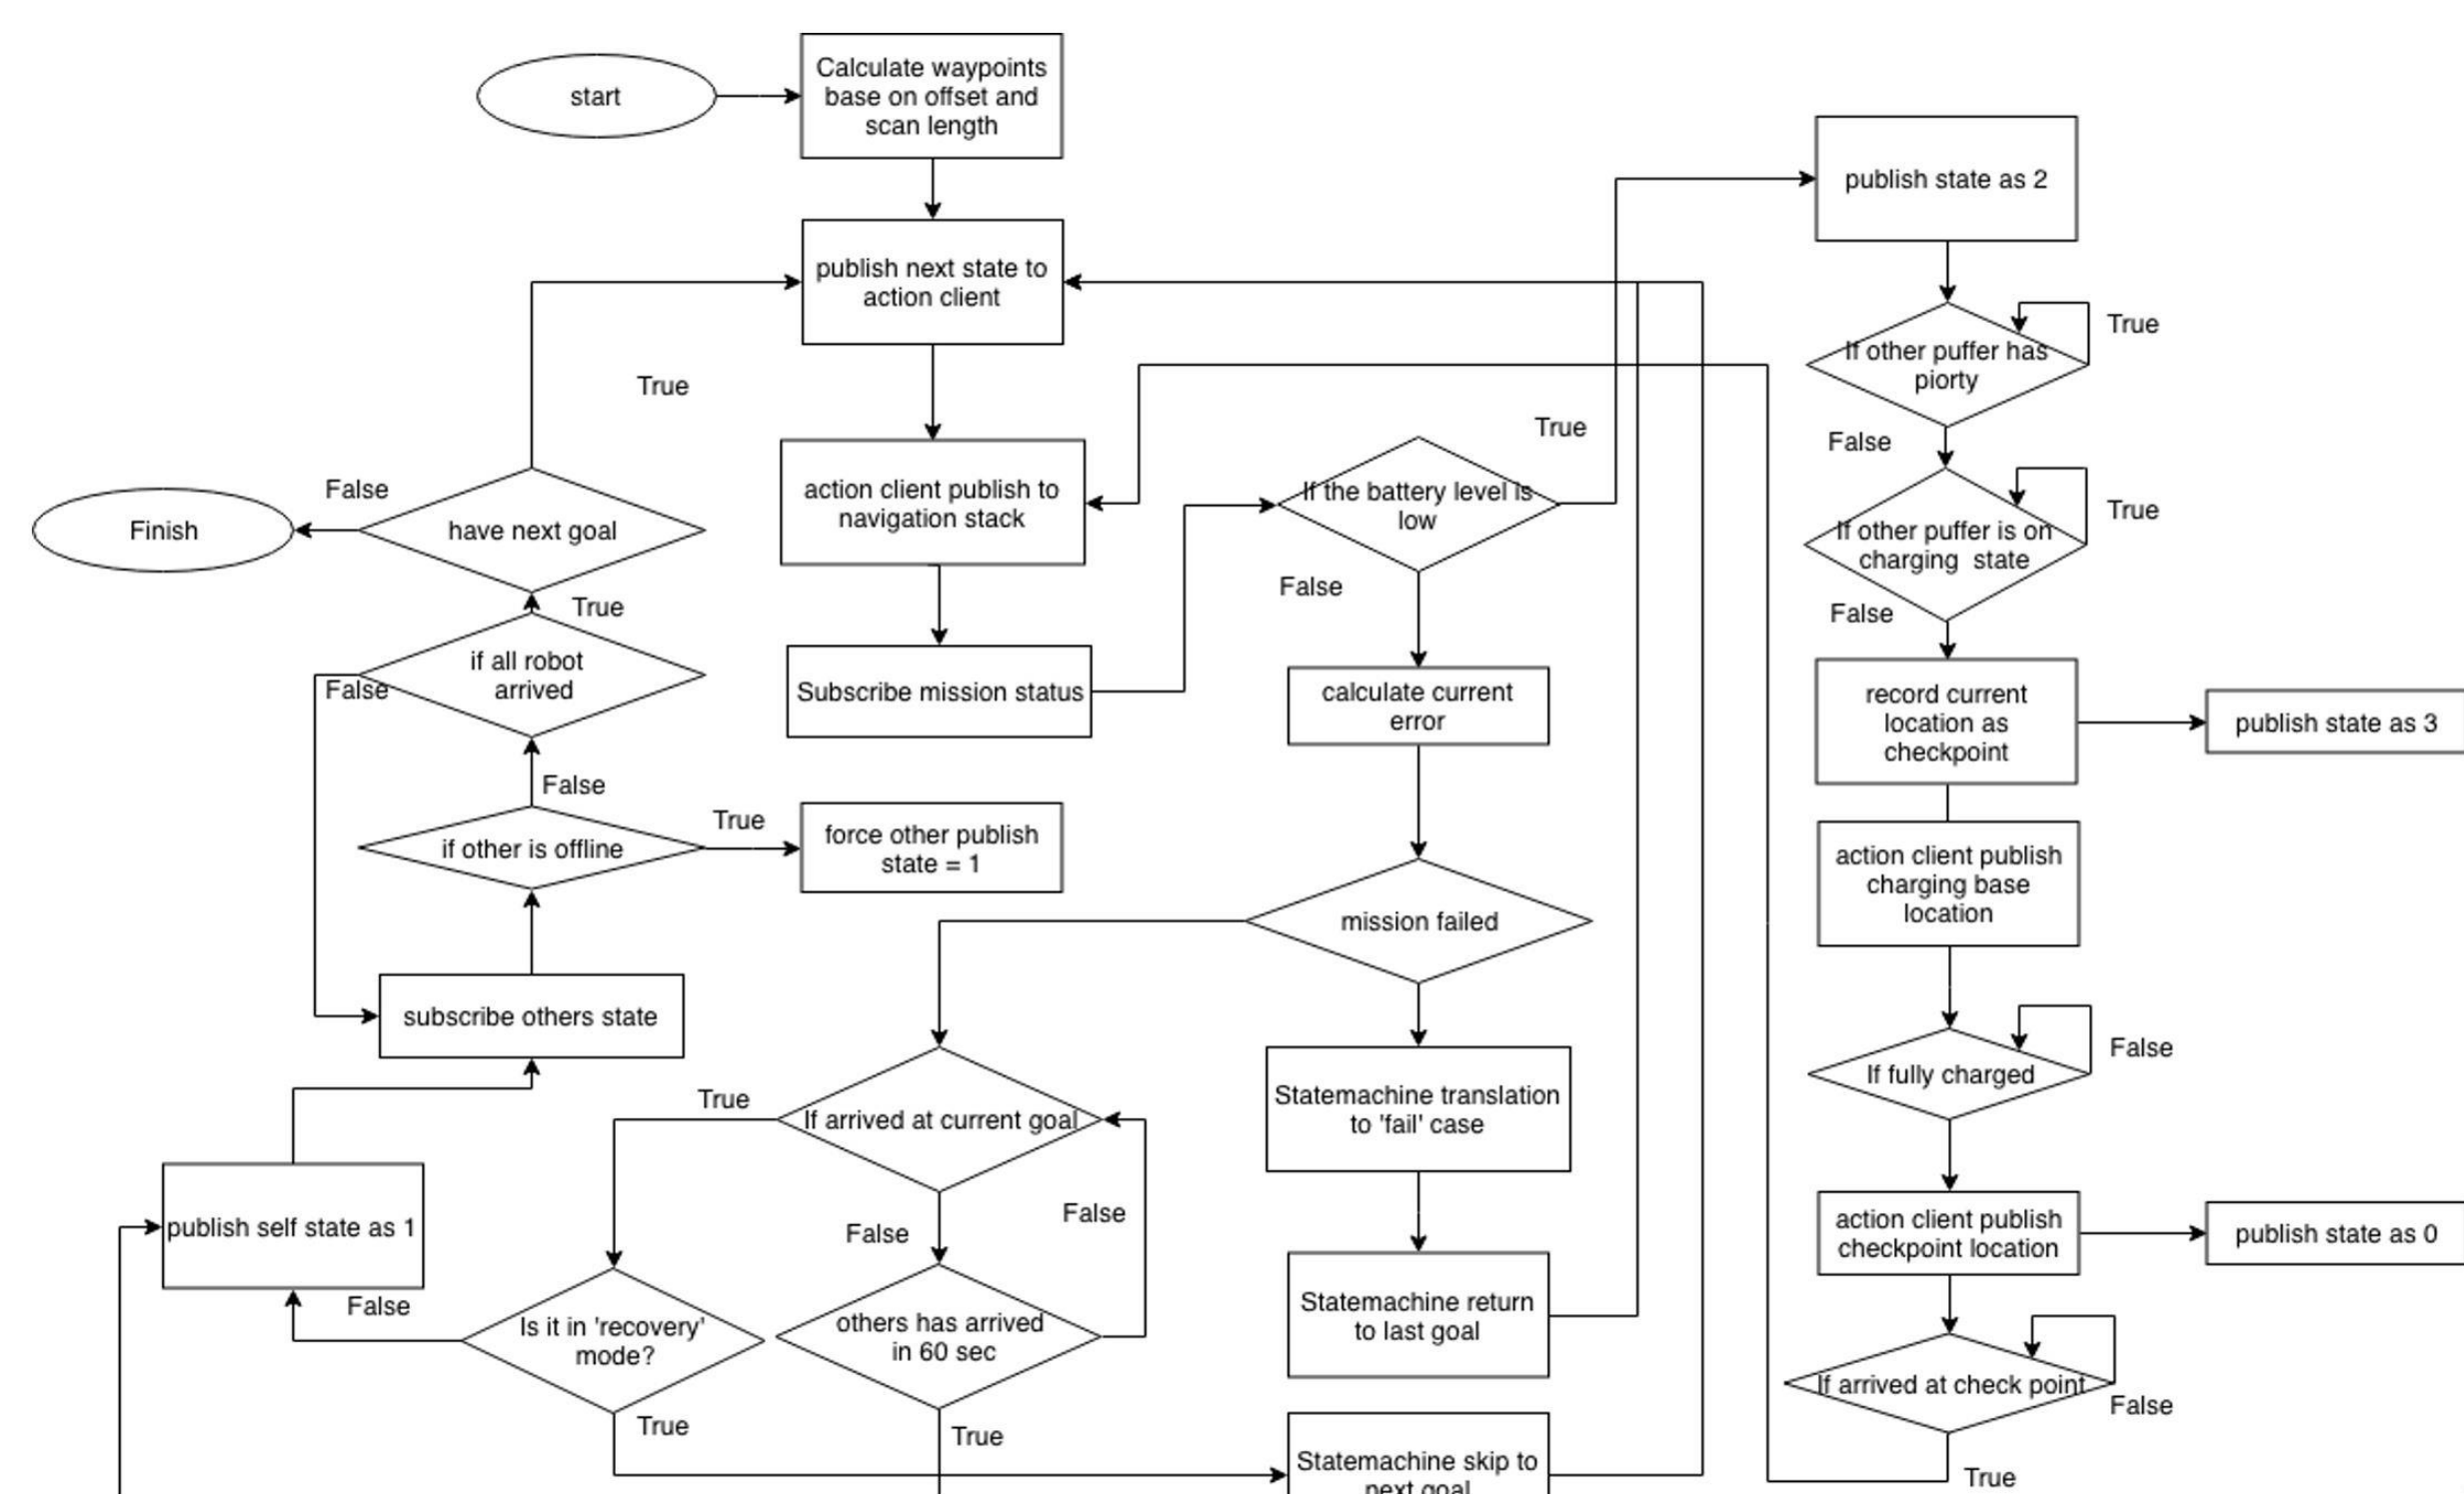 start
Calculate waypoints
base on offset and
scan length
publish state as 2
publish next state to
action client
If other puffer has
piorty
True
True
False
True
action client publish to
navigation stack
If the battery level is
low
If other puffer is on
charging  state
True
False
False
False
have next goal
Finish
True
if all robot
arrived
False
Subscribe mission status
calculate current
error
record current
location as
checkpoint
publish state as 3
False
True
if other is offline
force other publish
state = 1
action client publish
charging base
location
mission failed
subscribe others state
If fully charged
False
True
If arrived at current goal
Statemachine translation
to 'fail' case
False
False
publish self state as 1
action client publish
checkpoint location
publish state as 0
False
Is it in 'recovery'
mode?
others has arrived
in 60 sec
Statemachine return
to last goal
If arrived at check point
False
True
True
Statemachine skip to
next goal
True